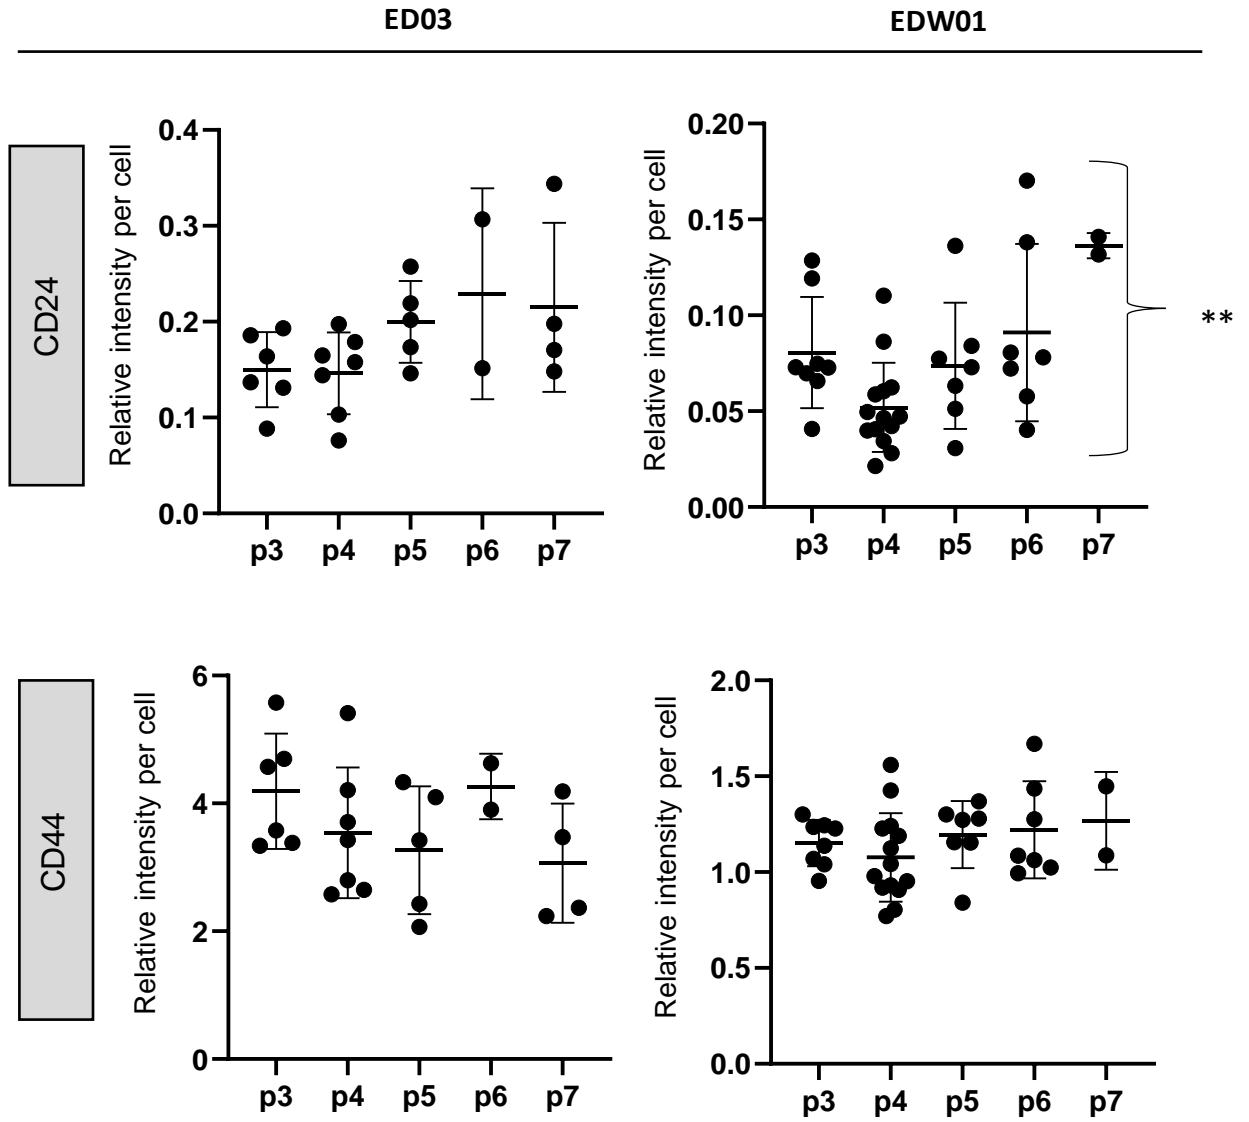 ED03
EDW01
CD24
Relative intensity per cell
0.4
0.3
0.2
0.1
0.0
p3 p4 p5 p6 p7
Relative intensity per cell
0.20
0.15
0.10
0.05
0.00
p3 p4 p5 p6 p7
**
CD44
Relative intensity per cell
6
4
2
0
p3 p4 p5 p6 p7
Relative intensity per cell
2.0
1.5
1.0
0.5
0.0
p3 p4 p5 p6 p7